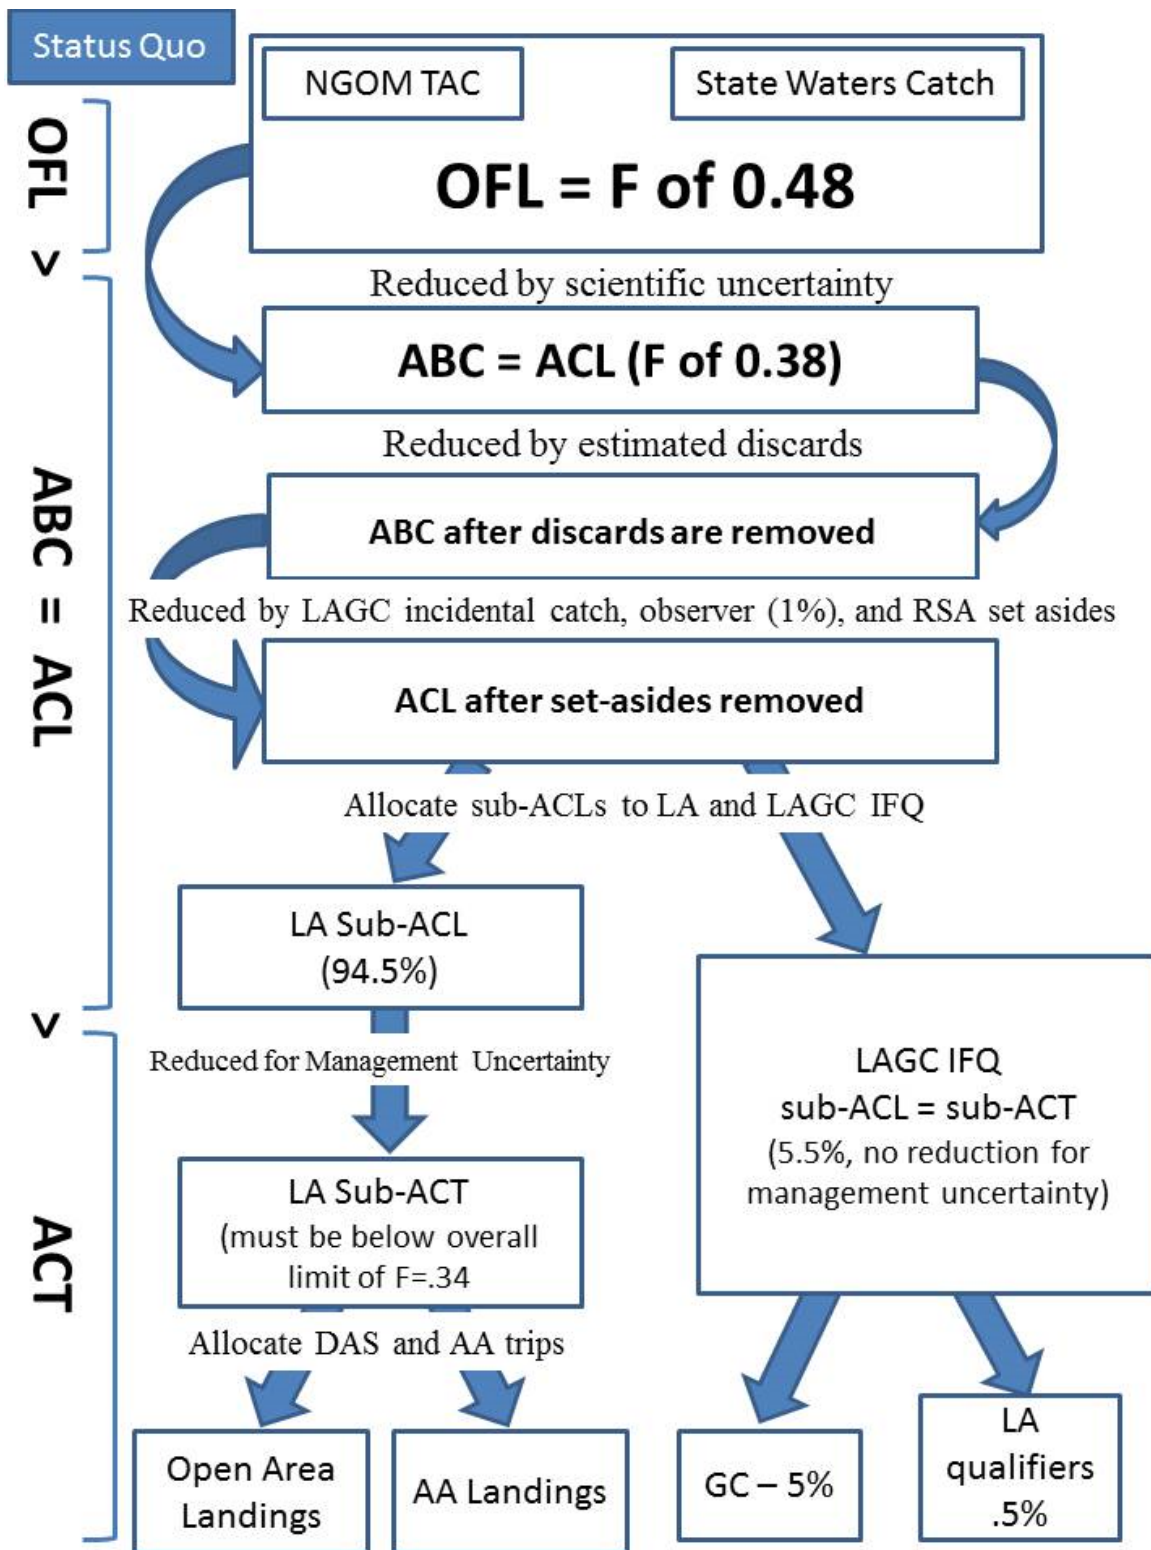 Status Quo
NGOM TAC
State Waters Catch
OFL = F of 0.48
OFL
>
Reduced by scientific uncertainty
ABC = ACL (F of 0.38)
Reduced by estimated discards
ABC after discards are removed
Reduced by LAGC incidental catch, observer (1%), and RSA set asides
ACL after set-asides removed
ABC = ACL
Allocate sub-ACLs to LA and LAGC IFQ
LA Sub-ACL
(94.5%)
>
Reduced for Management Uncertainty
LAGC IFQ
sub-ACL = sub-ACT
(5.5%, no reduction for
management uncertainty)
LA Sub-ACT
(must be below overall
limit of F=.34
ACT
Allocate DAS and AA trips
Open Area
Landings
AA Landings
GC – 5%
LA
qualifiers
.5%